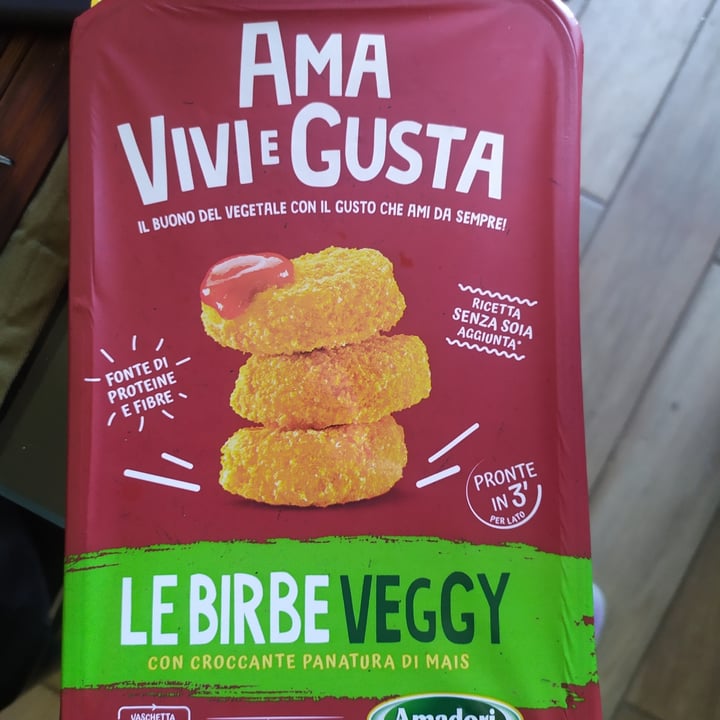 AMA
VIVI E GUSTA
IL BUONO DEL VEGETALE CON IL GUSTO CHE AMI DA SEMPRE!
RICETTA
SENZA SOIA
AGGIUNTA*
FONTE DI
PROTEINE
E FIBRE
PRONTE
IN 3'
PER LATO
LE BIRBE VEGGY
CON CROCCANTE PANATURA DI MAIS
VASCHETTA
Amadori